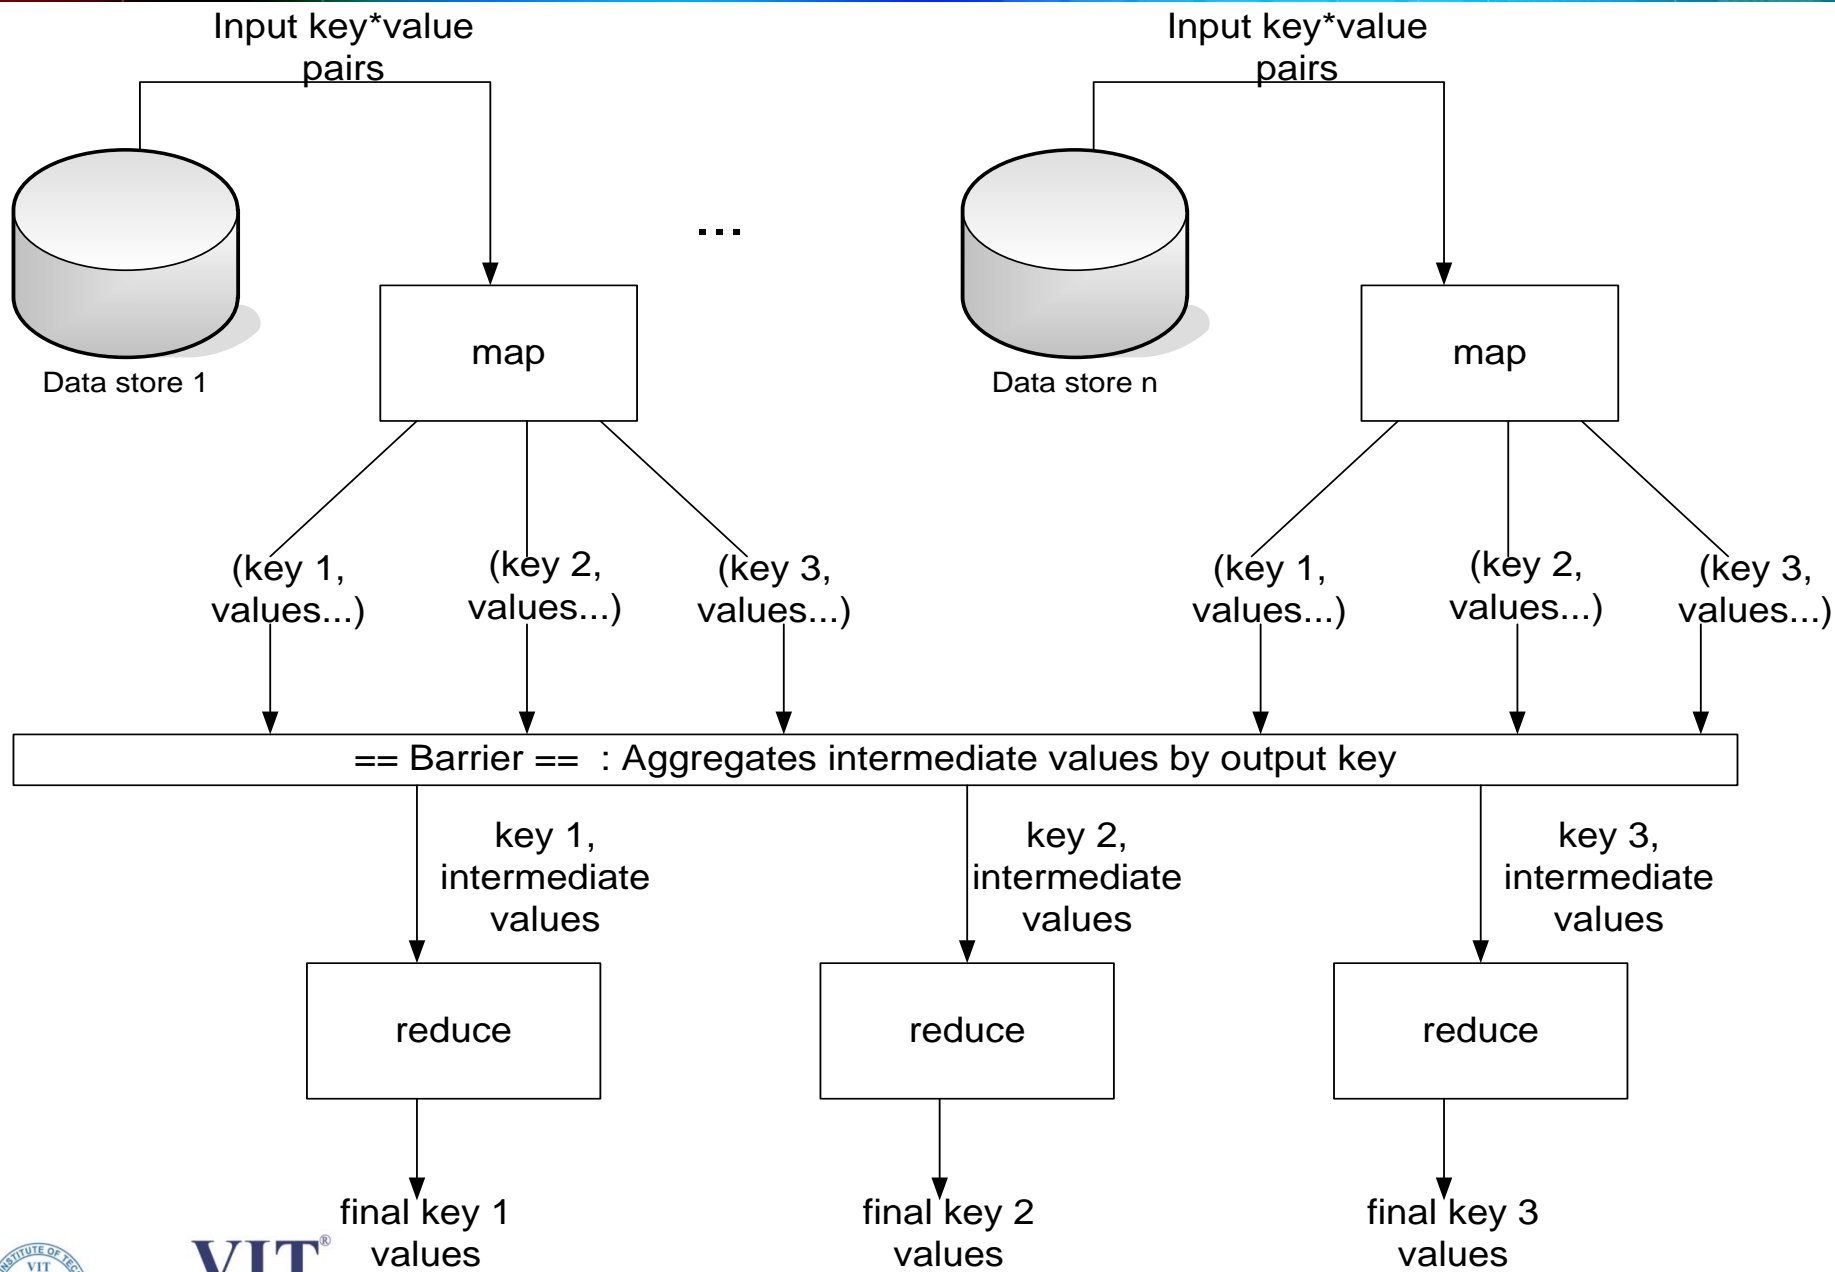 Input key*value
pairs
Input key*value
pairs
...
map
map
Data store 1
Data store n
(key 1,
values...)
(key 2,
values...)
(key 3,
values...)
(key 1,
values...)
(key 2,
values...)
(key 3,
values...)
== Barrier == : Aggregates intermediate values by output key
key 1,
intermediate
values
key 2,
intermediate
values
key 3,
intermediate
values
reduce
reduce
reduce
final key 1
values
final key 2
values
final key 3
values
INSTITUTE OF
VIT
VIT®